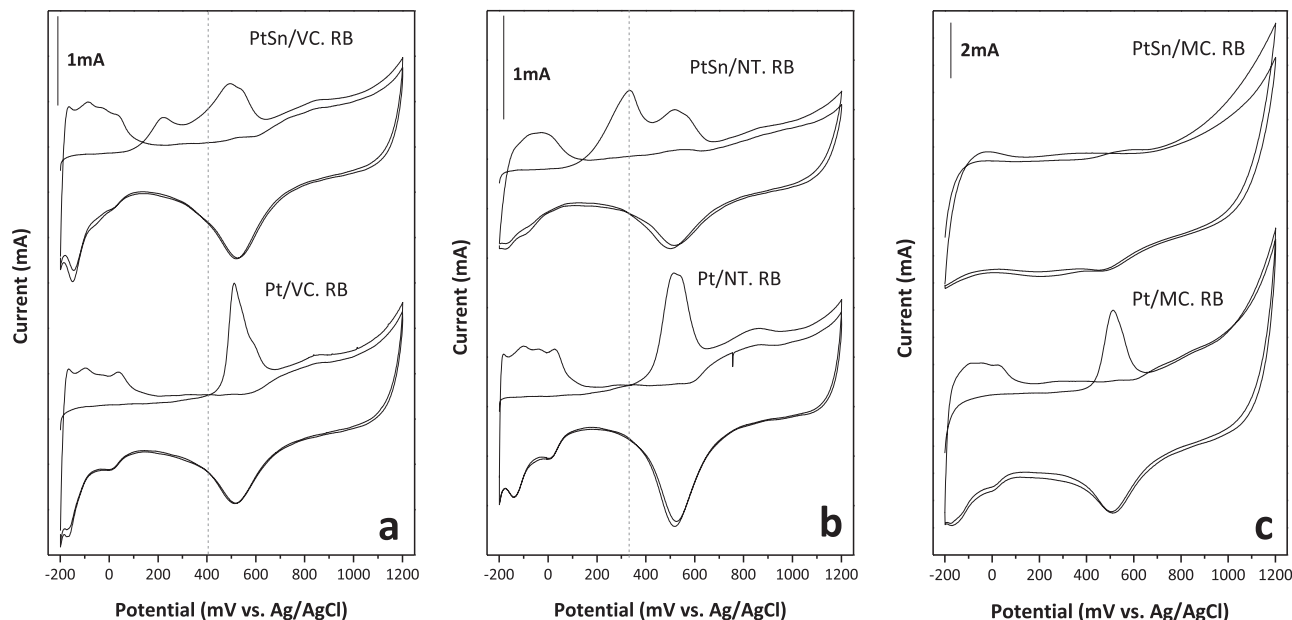 PtSn/VC. RB
1mA
Pt/VC. RB
a
Current (mA)
-200 0 200 400 600 800 1000 1200
Potential (mV vs. Ag/AgCl)
PtSn/NT. RB
1mA
Pt/NT. RB
b
Current (mA)
-200 0 200 400 600 800 1000 1200
Potential (mV vs. Ag/AgCl)
PtSn/MC. RB
2mA
Pt/MC. RB
c
Current (mA)
-200 0 200 400 600 800 1000 1200
Potential (mV vs. Ag/AgCl)